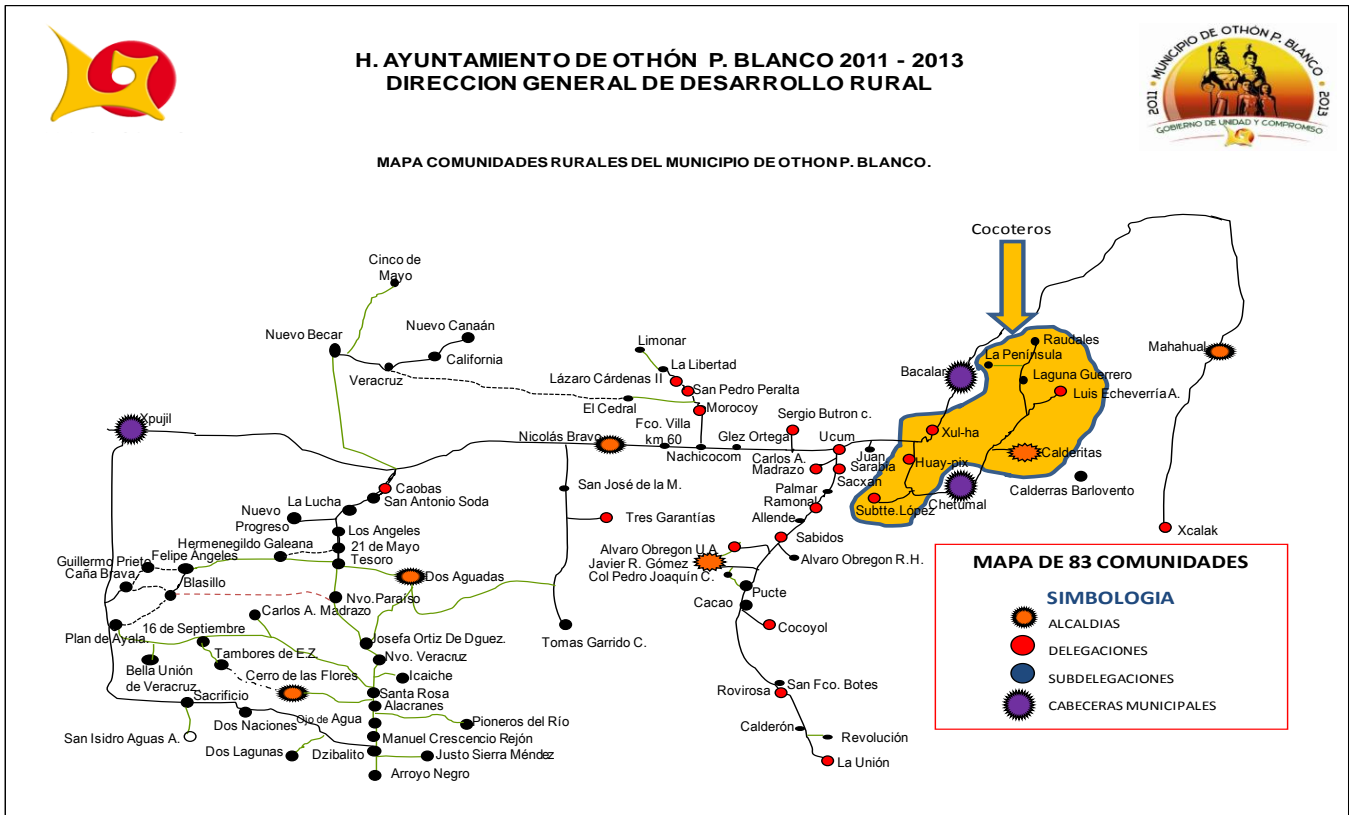 H. AYUNTAMIENTO DE OTHÓN P. BLANCO 2011 - 2013
DIRECCION GENERAL DE DESARROLLO RURAL
2011 • MUNICIPIO DE OTHÓN P. BLANCO • 2013
GOBIERNO DE UNIDAD Y COMPROMISO
MAPA COMUNIDADES RURALES DEL MUNICIPIO DE OTHON P. BLANCO.
Cocoteros
Cinco de
Mayo
Nuevo Becar
Nuevo Canaán
California
Veracruz
Limonar
La Libertad
Lázaro Cárdenas II
San Pedro Peralta
El Cedral
Morocoy
Raudales
La Península
Mahahual
Bacalar
Laguna Guerrero
Luis Echeverría A.
Xpujil
Nicolás Bravo
Fco. Villa
km 60
Nachicocom
Glez Ortega
Sergio Butron c.
Ucum
Carlos A.
Madrazo
Juan
Sarabia
Sacxan
Xul-ha
Huay-pix
Calderitas
Calderras Barlovento
Caobas
San Antonio Soda
La Lucha
Nuevo
Progreso
San José de la M.
Tres Garantías
Palmar
Ramonal
Allende
Subtte.López
Chetumal
Xcalak
Los Angeles
Hermenegildo Galeana
21 de Mayo
Tesoro
Guillermo Prieto
Felipe Angeles
Caña Brava
Blasillo
Dos Aguadas
Sabidos
Alvaro Obregon U.A.
Javier R. Gómez
Col Pedro Joaquín C.
Alvaro Obregon R.H.
Pucte
Cacao
Cocoyol
Nvo.Paraíso
Carlos A. Madrazo
16 de Septiembre
Plan de Ayala.
Tambores de E.Z.
Josefa Ortiz De Dguez.
Tomas Garrido C.
Nvo. Veracruz
Bella Unión
de Veracruz
Cerro de las Flores
Icaiche
Santa Rosa
Sacrificio
Alacranes
Rovirosa
San Fco. Botes
Dos Naciones
Ojo de Agua
Pioneros del Río
San Isidro Aguas A.
Manuel Crescencio Rejón
Calderón
Revolución
Dos Lagunas
Dzibalito
Justo Sierra Méndez
La Unión
Arroyo Negro
MAPA DE 83 COMUNIDADES
SIMBOLOGIA
ALCALDIAS
DELEGACIONES
SUBDELEGACIONES
CABECERAS MUNICIPALES